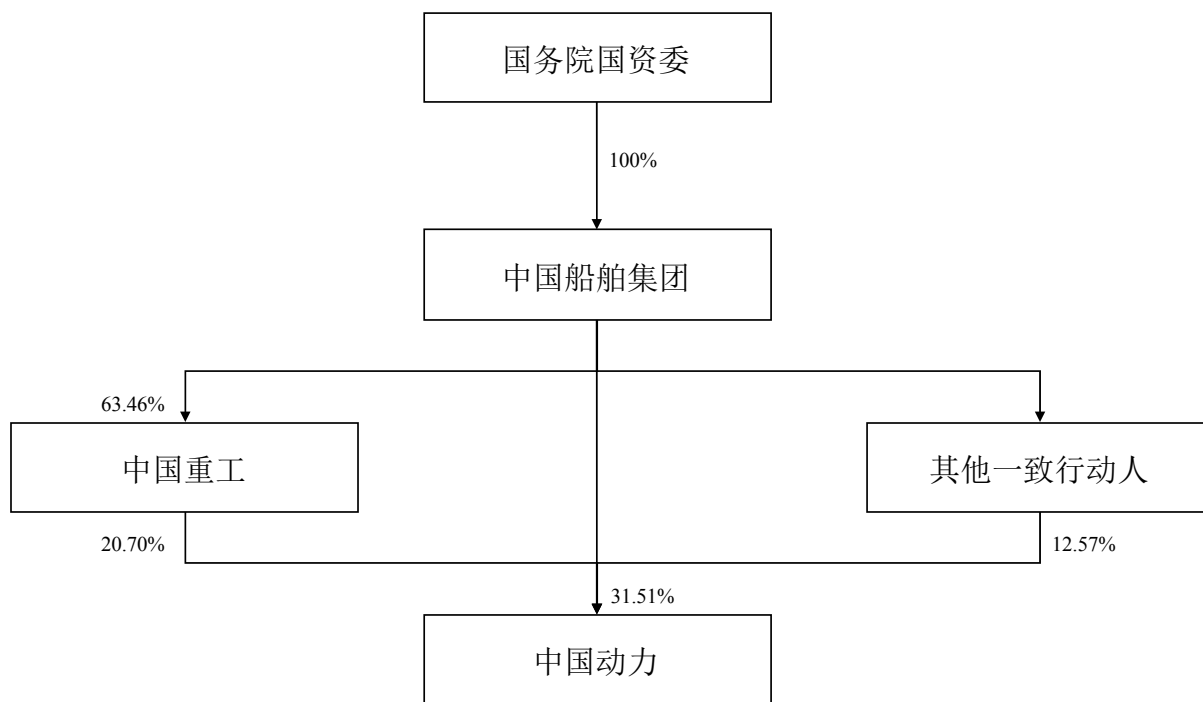 国务院国资委
100%
中国船舶集团
63.46%
中国重工
其他一致行动人
20.70%
12.57%
31.51%
中国动力